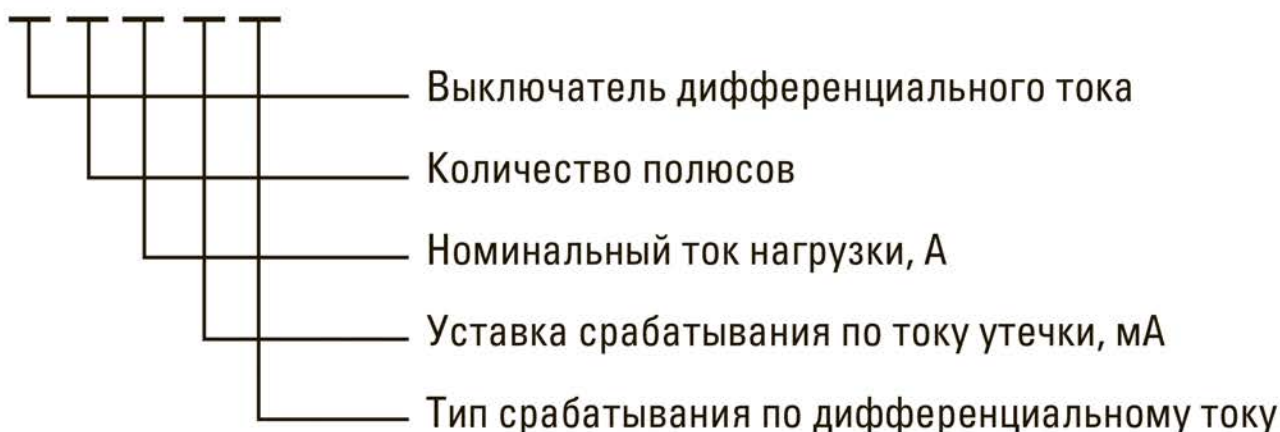 Выключатель дифференциального тока
Количество полюсов
Номинальный ток нагрузки, А
Уставка срабатывания по току утечки, мА
Тип срабатывания по дифференциальному току